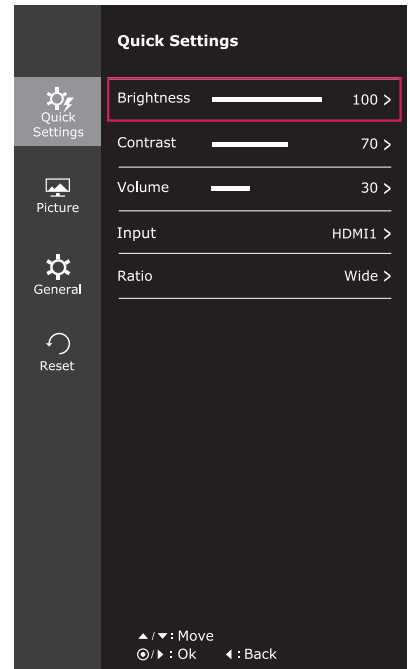 Quick Settings
Quick
Settings
Brightness 100 >
Contrast 70 >
Volume 30 >
Picture
Input HDMI1 >
General
Ratio Wide >
Reset
▲/▼: Move
◉/▶ : Ok ◀ : Back